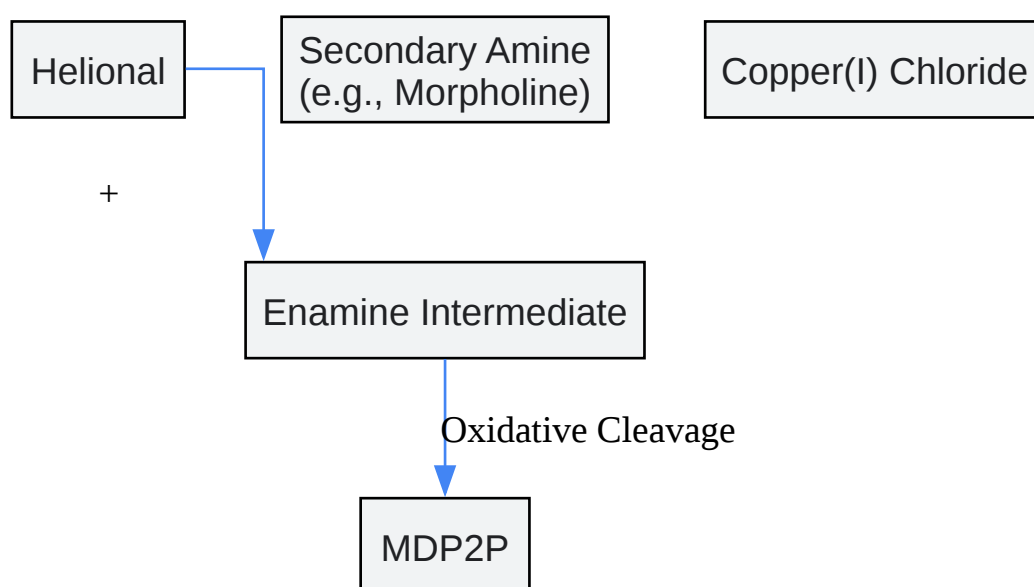 Helional
Secondary Amine
(e.g., Morpholine)
Copper(I) Chloride
+
Enamine Intermediate
Oxidative Cleavage
MDP2P